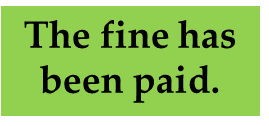 The fine has
been paid.